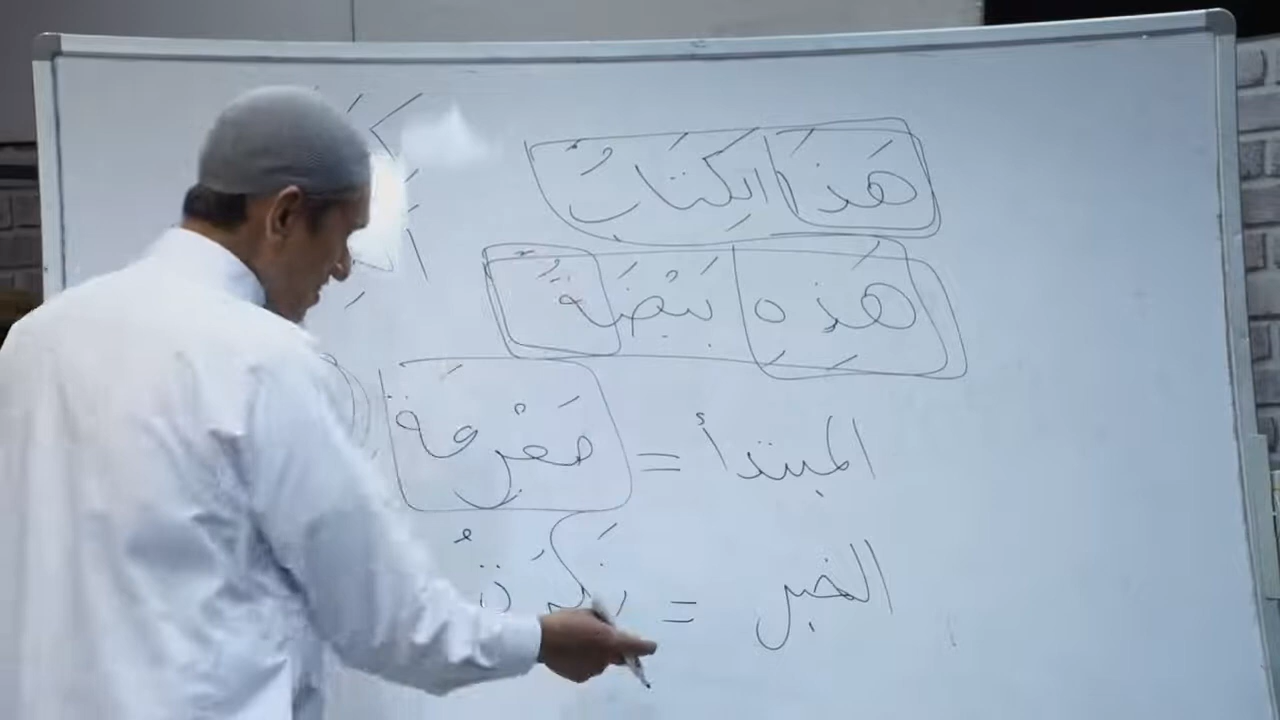 هَذَا الكِتَابُ
هَذِهِ بَيْضَةٌ
المبتدأ = مَعْرِفَة
الخبر = نَكِرَةٌ